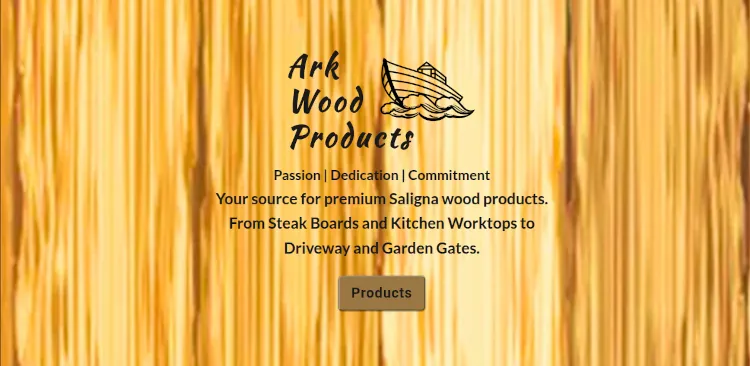 Ark
Wood
Products
Passion | Dedication | Commitment
Your source for premium Saligna wood products.
From Steak Boards and Kitchen Worktops to
Driveway and Garden Gates.
Products